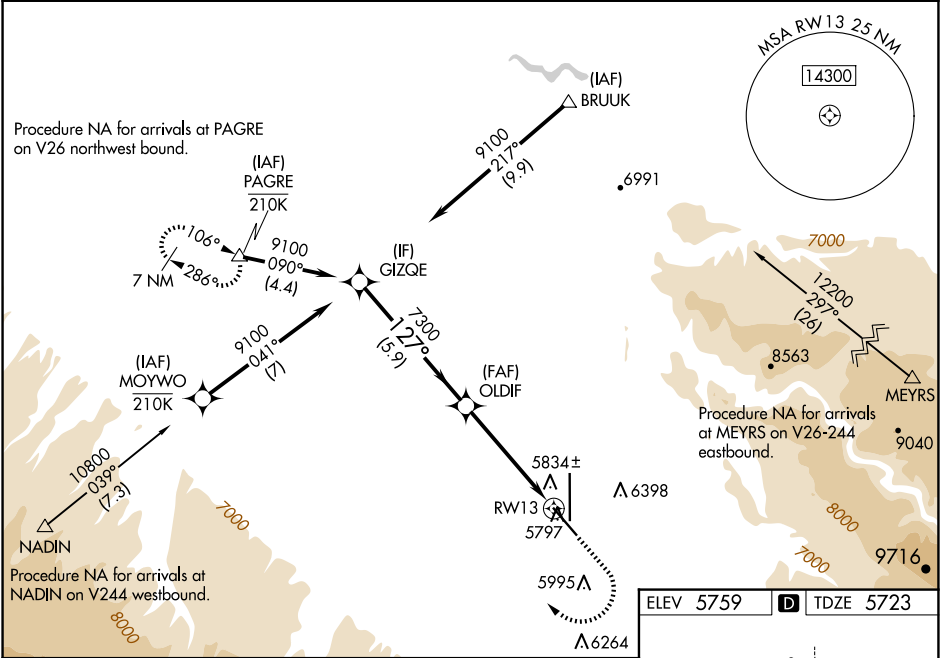 MSA RW13 25 NM
14300
(IAF)
BRUUK
9100
217°
(9.9)
Procedure NA for arrivals at PAGRE
on V26 northwest bound.
6991
(IAF)
PAGRE
210K
106°
286°
7 NM
9100
090°
(4.4)
(IF)
GIZQE
7000
12200
297°
(26)
7300
127°
(5.9)
9100
041°
(7)
(IAF)
MOYWO
210K
(FAF)
OLDIF
8563
MEYRS
Procedure NA for arrivals
at MEYRS on V26-244
eastbound.
9040
10800
039°
(7.3)
5834±
6398
RW13
5797
7000
8000
7000
NADIN
Procedure NA for arrivals at
NADIN on V244 westbound.
8000
5995
9716
6264
ELEV 5759
D
TDZE 5723